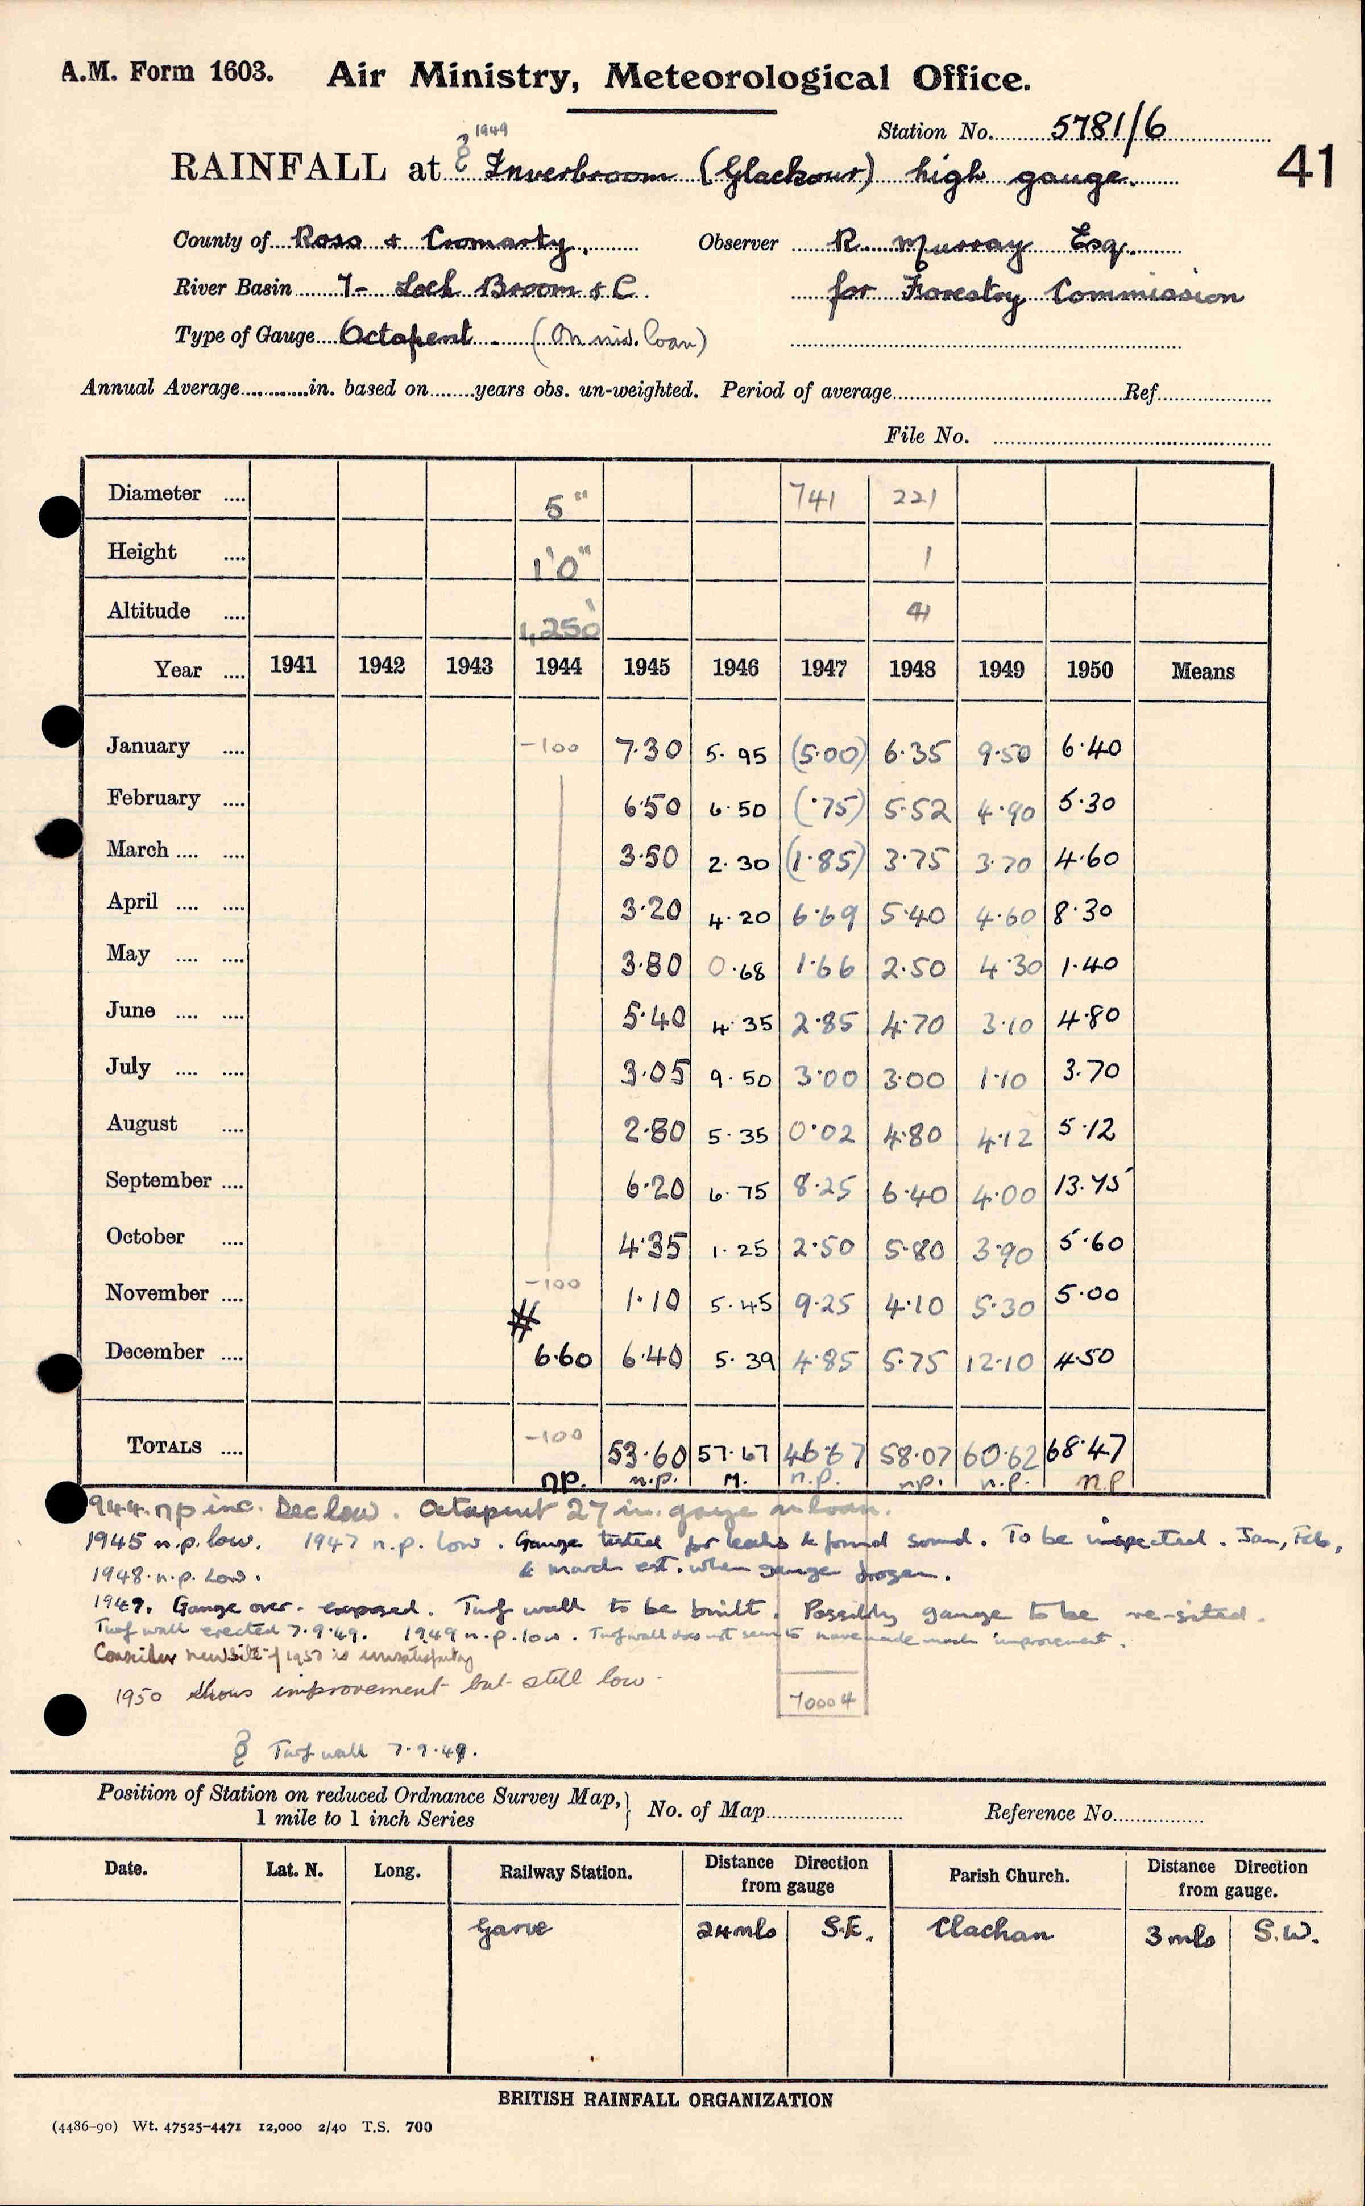 A.M. Form 1603. Air Ministry, Meteorological Office.
Station No. 5781/6
1949
RAINFALL at Inverbroom (Glackour) high gauge.
41
County of Ross & Cromarty. Observer R. Murray Esq.
River Basin 7- Loch Broom & C. for Forestry Commission
Type of Gauge Octapent. (On loan)
Annual Average in. based on years obs. un-weighted. Period of average Ref.
File No.
Diameter 5" 741 221
Height 1'0" 1
Altitude 1,250' 41
Year 1941 1942 1943 1944 1945 1946 1947 1948 1949 1950 Means
January -100 7.30 5.95 (5.00) 6.35 9.50 6.40
February 6.50 6.50 (.75) 5.52 4.90 5.30
March 3.50 2.30 (1.85) 3.75 3.70 4.60
April 3.20 4.20 6.69 5.40 4.60 8.30
May 3.80 0.68 1.66 2.50 4.30 1.40
June 5.40 4.35 2.85 4.70 3.10 4.80
July 3.05 9.50 3.00 3.00 1.10 3.70
August 2.80 5.35 0.02 4.80 4.12 5.12
September 6.20 6.75 8.25 6.40 4.00 13.75
October 4.35 1.25 2.50 5.80 3.90 5.60
November -100 1.10 5.45 9.25 4.10 5.30 5.00
# December 6.60 6.40 5.39 4.85 5.75 12.10 4.50
TOTALS -100 53.60 57.67 46.67 58.07 60.62 68.47
np. n.p. M. n.p. np. n.p. np
944. np inc. Dec low. Octapent 27 in. gauge on loan.
1945 n.p. low. 1947 n.p. low. Gauge tested for leaks & found sound. To be inspected. Jan, Feb,
1948. n.p. Low. & March est. when gauge frozen.
1949. Gauge over-exposed. Turf wall to be built. Possibly gauge to be re-sited.
Turf wall erected 7.9.49. 1949 n.p. low. Turf wall does not seem to have made much improvement.
Consider new site if 1950 is unsatisfactory
1950 shows improvement but still low.
70004
Turf wall 7.9.49.
Position of Station on reduced Ordnance Survey Map,
1 mile to 1 inch Series
No. of Map Reference No.
Date. Lat. N. Long. Railway Station. Distance Direction from gauge Parish Church. Distance Direction from gauge.
Garve 24 mls S.E. Clachan 3 mls S.W.
BRITISH RAINFALL ORGANIZATION
(4486-90) Wt. 47525-4471 12,000 2/40 T.S. 700